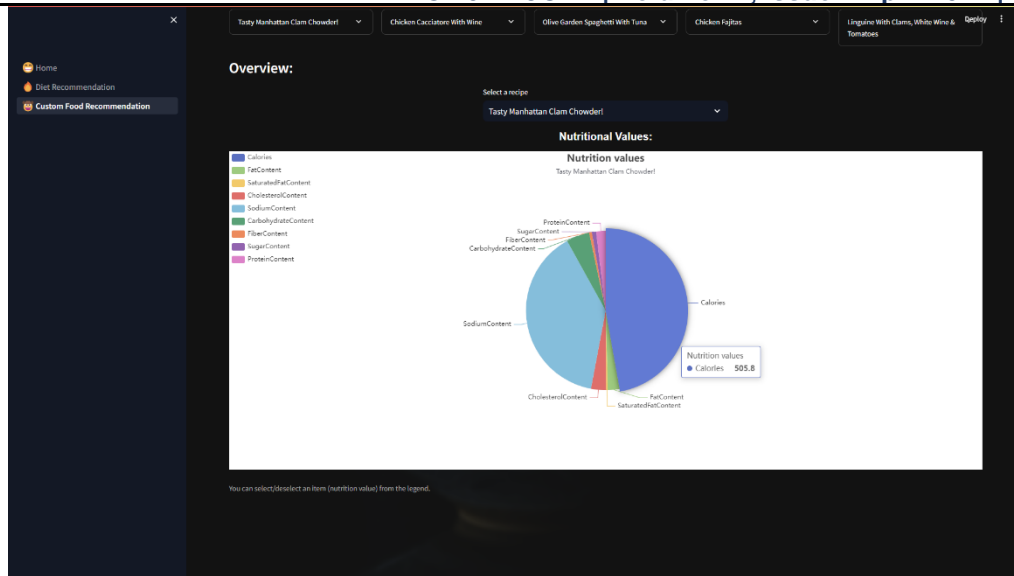 Tasty Manhattan Clam Chowder!
Chicken Cacciatore With Wine
Olive Garden Spaghetti With Tuna
Chicken Fajitas
Linguine With Clams, White Wine &
Tomatoes
Deploy
Home
Diet Recommendation
Custom Food Recommendation
Overview:
Select a recipe
Tasty Manhattan Clam Chowder!
Nutritional Values:
Calories
FatContent
SaturatedFatContent
CholesterolContent
SodiumContent
CarbohydrateContent
FiberContent
SugarContent
ProteinContent
Nutrition values
Tasty Manhattan Clam Chowder!
ProteinContent
SugarContent
FiberContent
CarbohydrateContent
Calories
SodiumContent
Nutrition values
Calories 505.8
CholesterolContent
FatContent
SaturatedFatContent
You can select/deselect an item (nutrition value) from the legend.